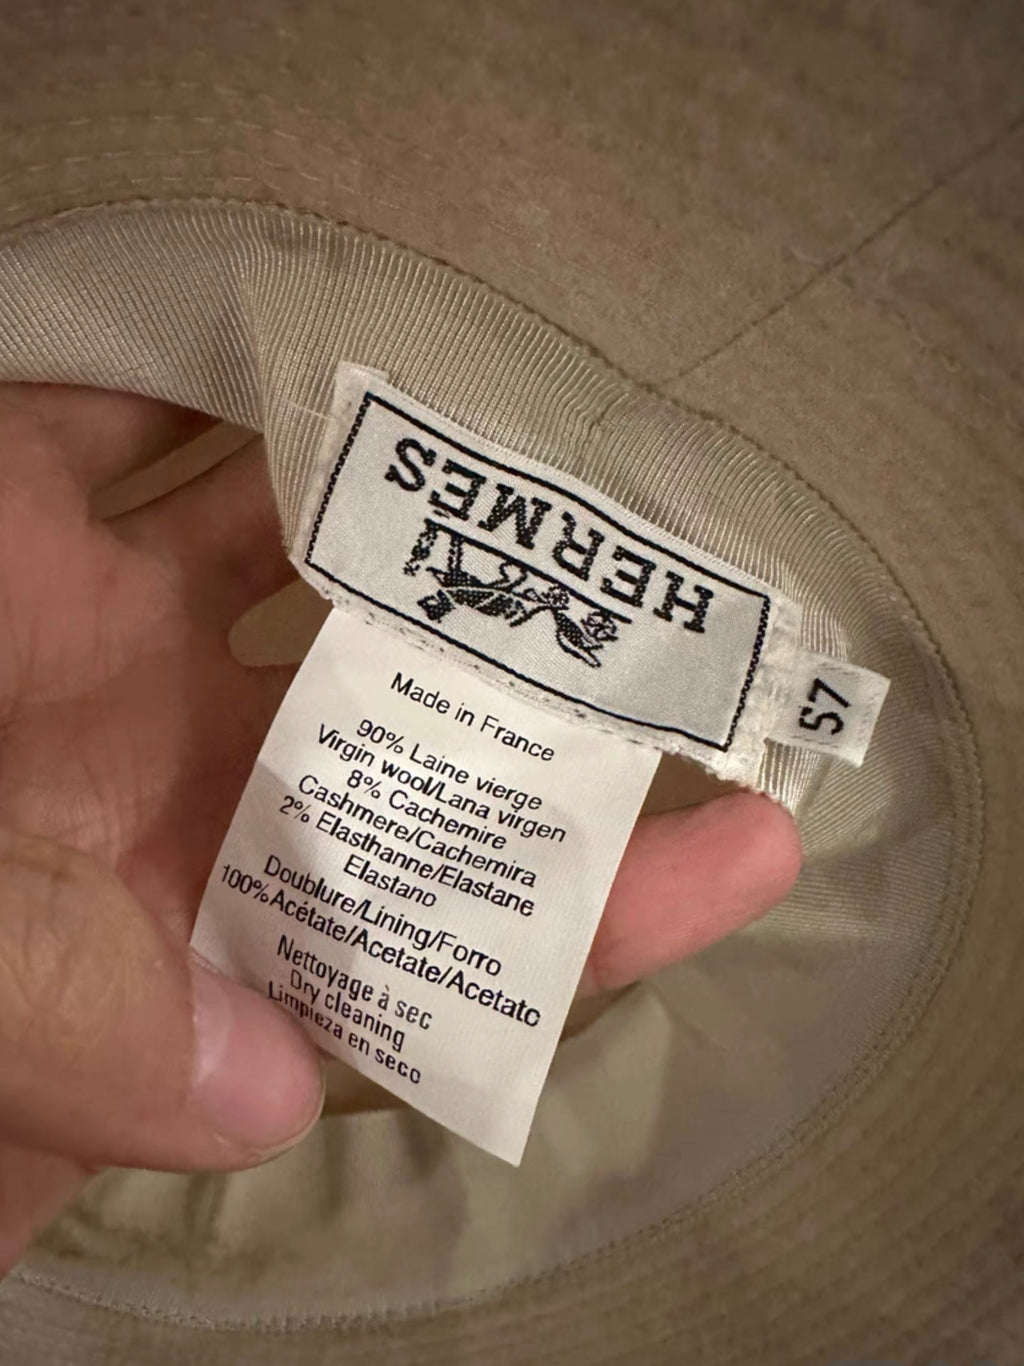 HERMÈS
57
Made in France
90% Laine vierge
Virgin wool/Lana virgen
8% Cachemire
Cashmere/Cachemira
2% Elasthanne/Elastane
Elastano
Doublure/Lining/Forro
100%Acétate/Acetate/Acetato
Nettoyage à sec
Dry cleaning
Limpieza en seco